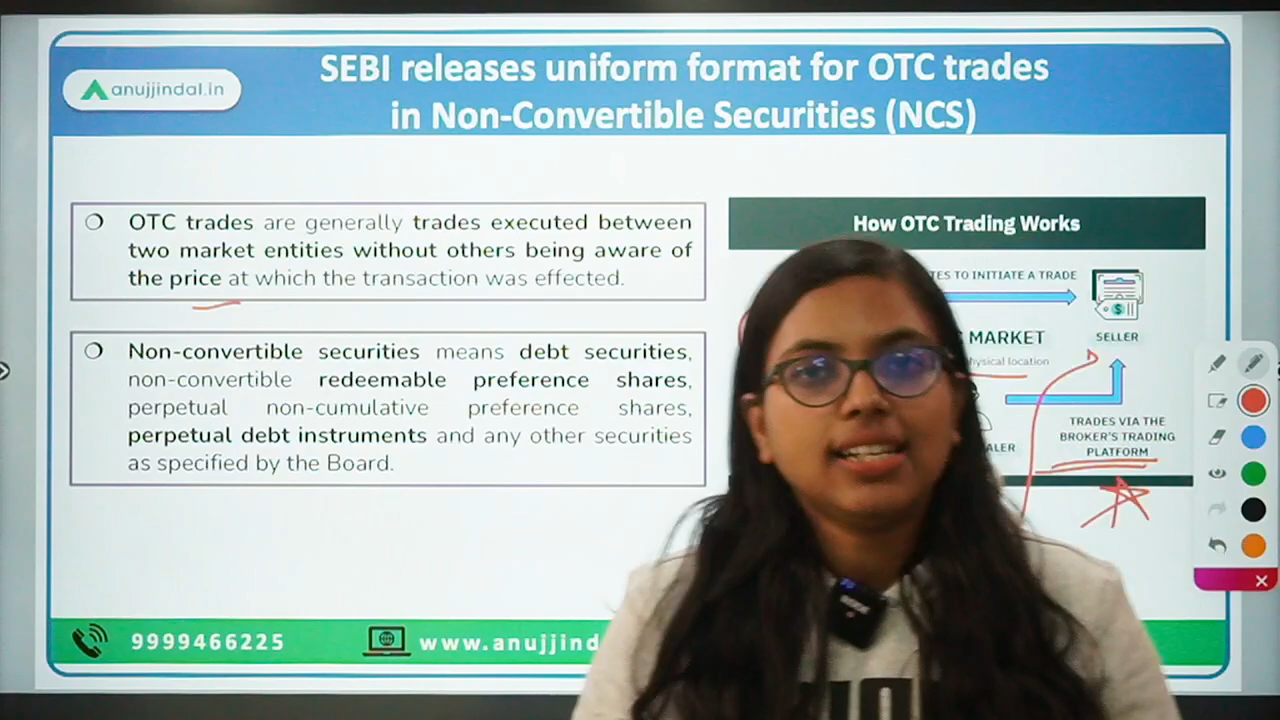 SEBI releases uniform format for OTC trades
in Non-Convertible Securities (NCS)
anujjindal.in
OTC trades are generally trades executed between
two market entities without others being aware of
the price at which the transaction was effected.
Non-convertible securities means debt securities,
non-convertible redeemable preference shares,
perpetual non-cumulative preference shares,
perpetual debt instruments and any other securities
as specified by the Board.
How OTC Trading Works
TO INITIATE A TRADE
MARKET
SELLER
location
TRADES VIA THE
BROKER'S TRADING
PLATFORM
9999466225
www.anujjind